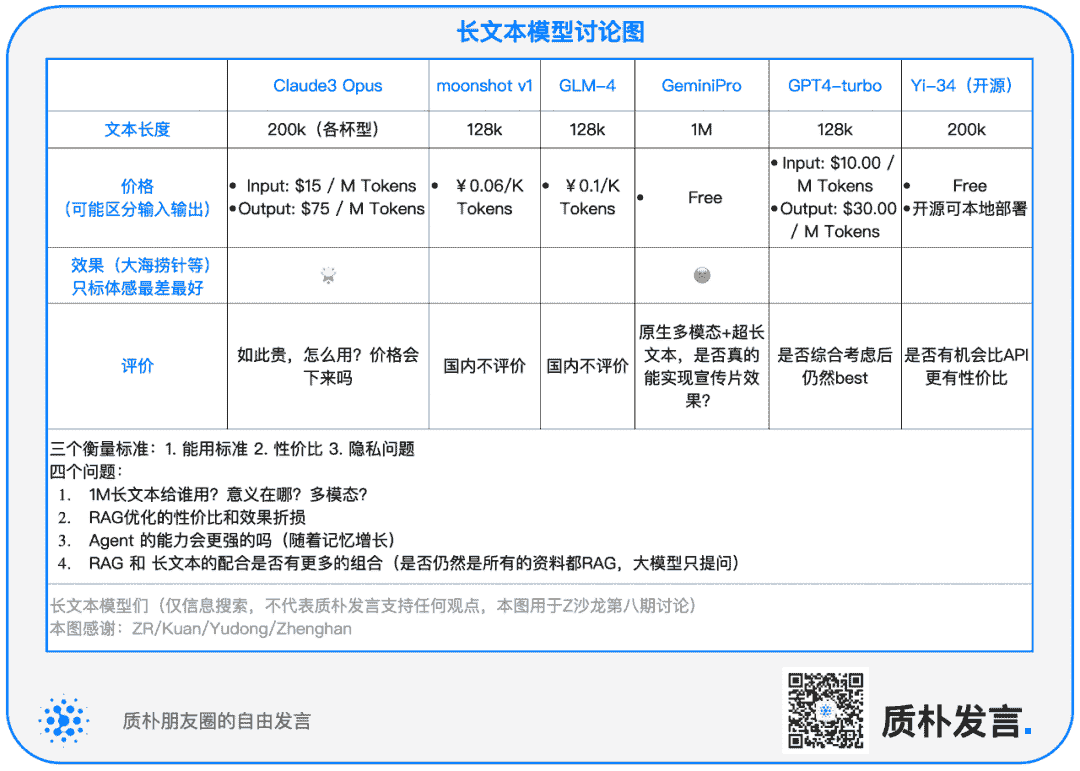 长文本模型讨论图
Claude3 Opus
moonshot v1
GLM-4
GeminiPro
GPT4-turbo
Yi-34（开源）
文本长度
200k（各杯型）
128k
128k
1M
128k
200k
价格
（可能区分输入输出）
• Input: $15 / M Tokens
•Output: $75 / M Tokens
• ￥0.06/K
Tokens
• ￥0.1/K
Tokens
• Free
•Input: $10.00 /
M Tokens
•Output: $30.00
/ M Tokens
• Free
•开源可本地部署
效果（大海捞针等）
只标体感最差最好
评价
如此贵，怎么用？价格会
下来吗
国内不评价
国内不评价
原生多模态+超长
文本，是否真的
能实现宣传片效
果？
是否综合考虑后
仍然best
是否有机会比API
更有性价比
三个衡量标准：1. 能用标准 2. 性价比 3. 隐私问题
四个问题：
1. 1M长文本给谁用？意义在哪？多模态？
2. RAG优化的性价比和效果折损
3. Agent 的能力会更强的吗（随着记忆增长）
4. RAG 和 长文本的配合是否有更多的组合（是否仍然是所有的资料都RAG，大模型只提问）
长文本模型们（仅信息搜索，不代表质朴发言支持任何观点，本图用于Z沙龙第八期讨论）
本图感谢：ZR/Kuan/Yudong/Zhenghan
质朴朋友圈的自由发言
质朴发言.